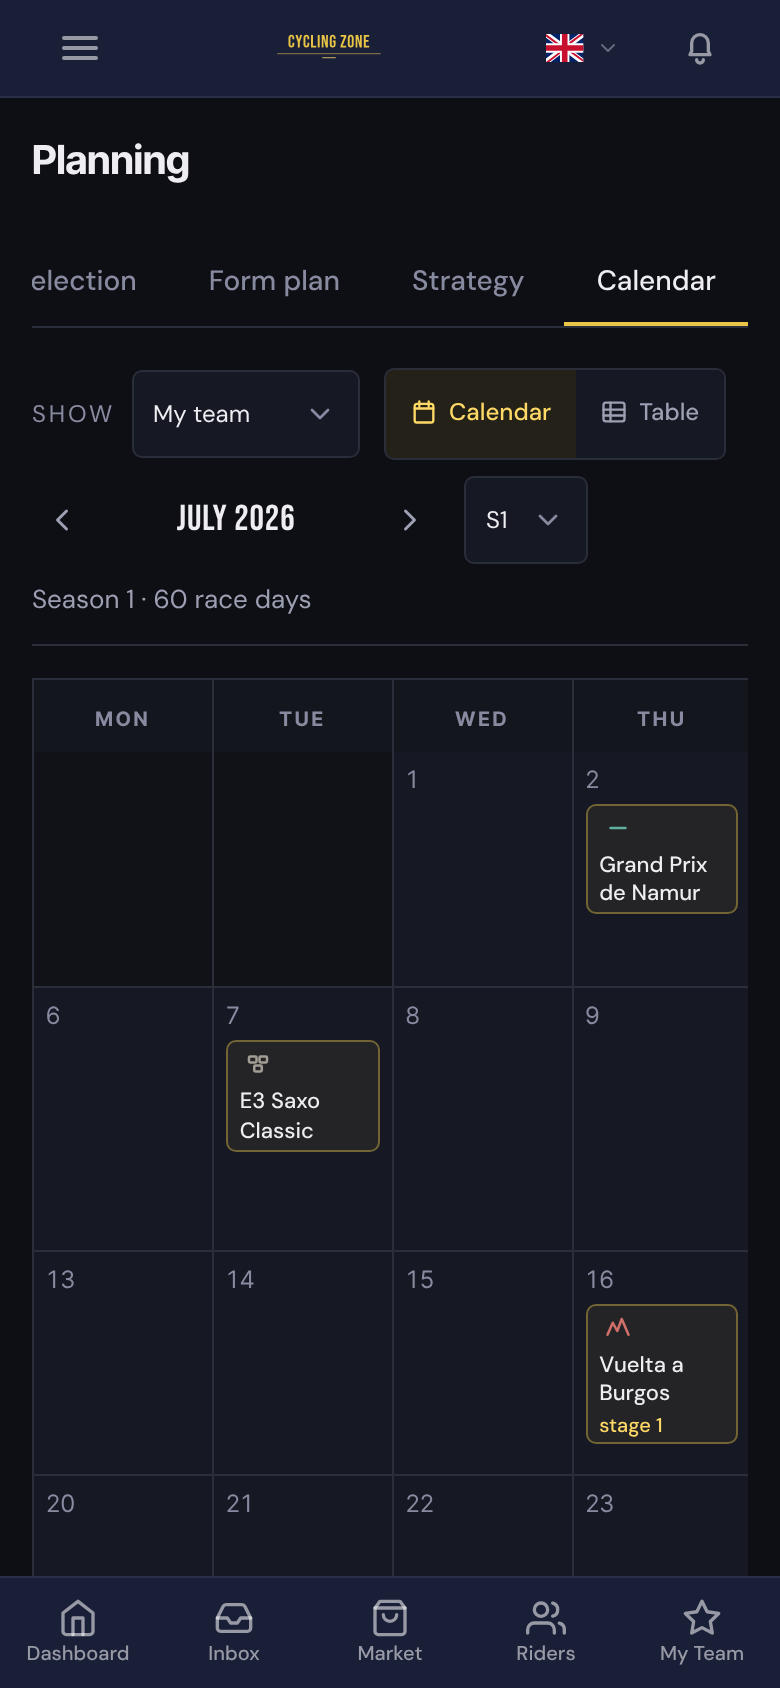 CYCLING ZONE
Planning
election Form plan Strategy Calendar
SHOW My team Calendar Table
JULY 2026 S1
Season 1 · 60 race days
MON TUE WED THU
1 2
Grand Prix
de Namur
6 7 8 9
E3 Saxo
Classic
13 14 15 16
Vuelta a
Burgos
stage 1
20 21 22 23
Dashboard Inbox Market Riders My Team